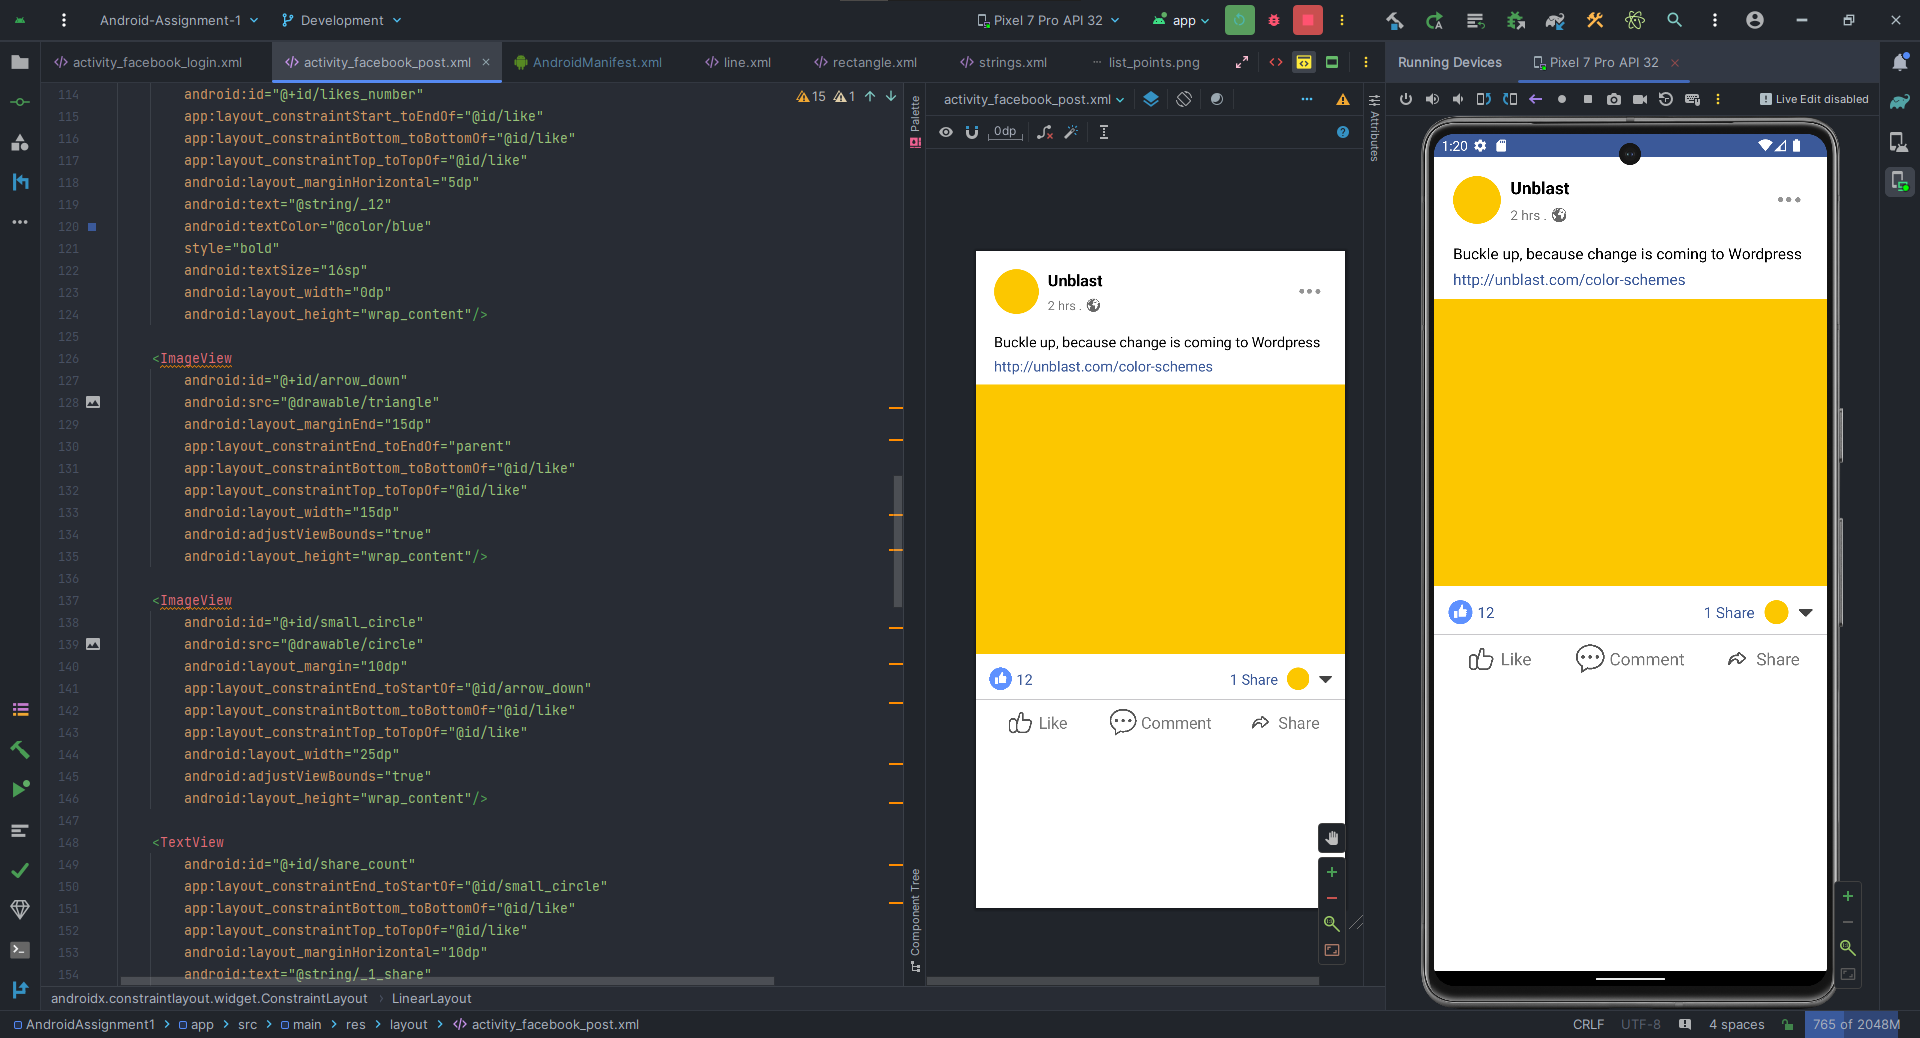 Android-Assignment-1
Development
Pixel 7 Pro API 32
app
activity_facebook_login.xml
activity_facebook_post.xml
AndroidManifest.xml
line.xml
rectangle.xml
strings.xml
list_points.png
Running Devices
Pixel 7 Pro API 32
114 android:id="@+id/likes_number"
115 app:layout_constraintStart_toEndOf="@id/like"
116 app:layout_constraintBottom_toBottomOf="@id/like"
117 app:layout_constraintTop_toTopOf="@id/like"
118 android:layout_marginHorizontal="5dp"
119 android:text="@string/_12"
120 android:textColor="@color/blue"
121 style="bold"
122 android:textSize="16sp"
123 android:layout_width="0dp"
124 android:layout_height="wrap_content"/>
125
126 <ImageView
127 android:id="@+id/arrow_down"
128 android:src="@drawable/triangle"
129 android:layout_marginEnd="15dp"
130 app:layout_constraintEnd_toEndOf="parent"
131 app:layout_constraintBottom_toBottomOf="@id/like"
132 app:layout_constraintTop_toTopOf="@id/like"
133 android:layout_width="15dp"
134 android:adjustViewBounds="true"
135 android:layout_height="wrap_content"/>
136
137 <ImageView
138 android:id="@+id/small_circle"
139 android:src="@drawable/circle"
140 android:layout_margin="10dp"
141 app:layout_constraintEnd_toStartOf="@id/arrow_down"
142 app:layout_constraintBottom_toBottomOf="@id/like"
143 app:layout_constraintTop_toTopOf="@id/like"
144 android:layout_width="25dp"
145 android:adjustViewBounds="true"
146 android:layout_height="wrap_content"/>
147
148 <TextView
149 android:id="@+id/share_count"
150 app:layout_constraintEnd_toStartOf="@id/small_circle"
151 app:layout_constraintBottom_toBottomOf="@id/like"
152 app:layout_constraintTop_toTopOf="@id/like"
153 android:layout_marginHorizontal="10dp"
154 android:text="@string/_1_share"
15
1
Palette
Component Tree
activity_facebook_post.xml
0dp
Attributes
Unblast
2 hrs .
Buckle up, because change is coming to Wordpress
http://unblast.com/color-schemes
12
1 Share
Like
Comment
Share
Live Edit disabled
1:20
Unblast
2 hrs .
Buckle up, because change is coming to Wordpress
http://unblast.com/color-schemes
12
1 Share
Like
Comment
Share
androidx.constraintlayout.widget.ConstraintLayout
LinearLayout
AndroidAssignment1 > app > src > main > res > layout > activity_facebook_post.xml
CRLF
UTF-8
4 spaces
765 of 2048M